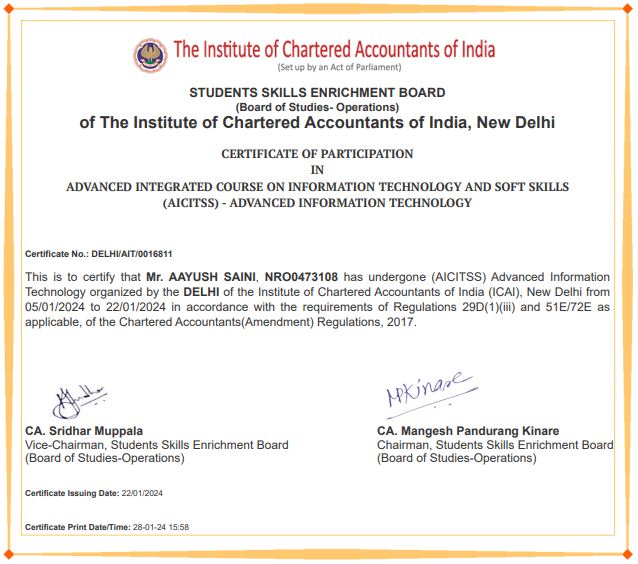 The Institute of Chartered Accountants of India
(Set up by an Act of Parliament)
STUDENTS SKILLS ENRICHMENT BOARD
(Board of Studies- Operations)
of The Institute of Chartered Accountants of India, New Delhi
CERTIFICATE OF PARTICIPATION
IN
ADVANCED INTEGRATED COURSE ON INFORMATION TECHNOLOGY AND SOFT SKILLS
(AICITSS) - ADVANCED INFORMATION TECHNOLOGY
Certificate No.: DELHI/AIT/0016811
This is to certify that Mr. AAYUSH SAINI, NRO0473108 has undergone (AICITSS) Advanced Information
Technology organized by the DELHI of the Institute of Chartered Accountants of India (ICAI), New Delhi from
05/01/2024 to 22/01/2024 in accordance with the requirements of Regulations 29D(1)(iii) and 51E/72E as
applicable, of the Chartered Accountants(Amendment) Regulations, 2017.
MPKinare
CA. Sridhar Muppala
Vice-Chairman, Students Skills Enrichment Board
(Board of Studies-Operations)
CA. Mangesh Pandurang Kinare
Chairman, Students Skills Enrichment Board
(Board of Studies-Operations)
Certificate Issuing Date: 22/01/2024
Certificate Print Date/Time: 28-01-24 15:58